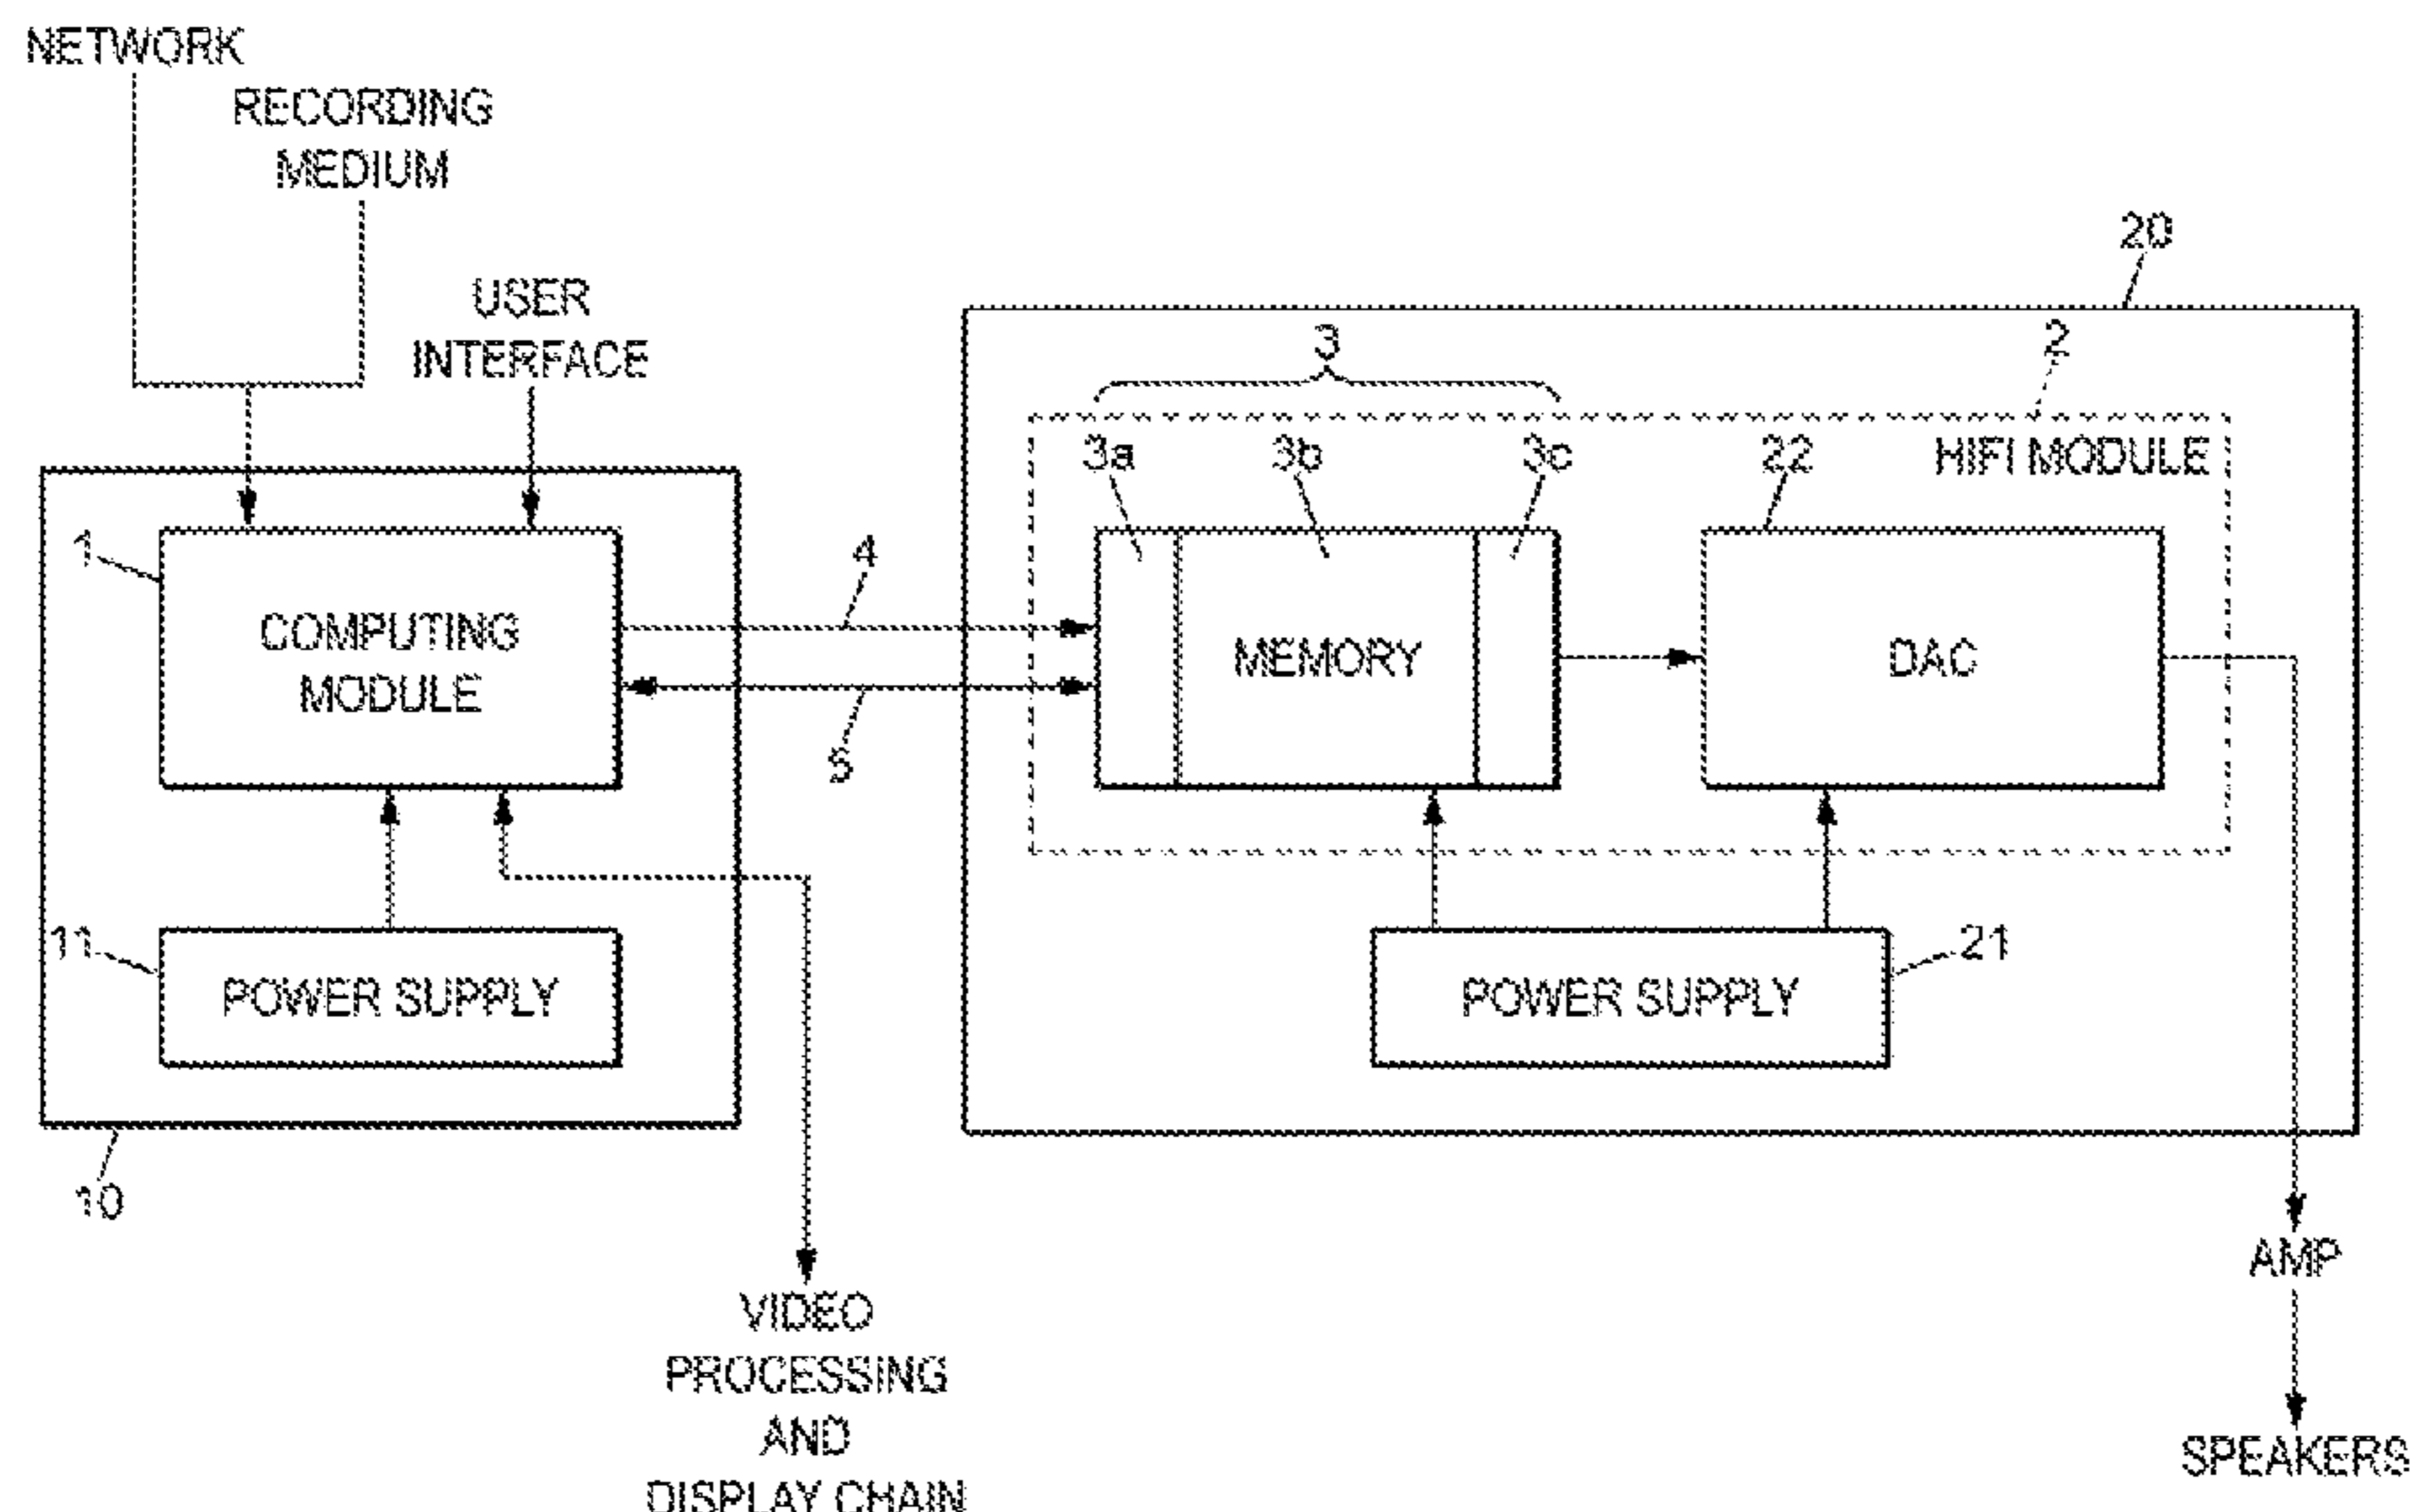 NETWORK
RECORDING
MEDIUM
USER
INTERFACE
20
3
2
3a
3b
3c
22
HIFI MODULE
1
4
COMPUTING
MODULE
MEMORY
DAC
5
11
POWER SUPPLY
21
POWER SUPPLY
10
AMP
VIDEO
PROCESSING
AND
DISPLAY CHAIN
SPEAKERS